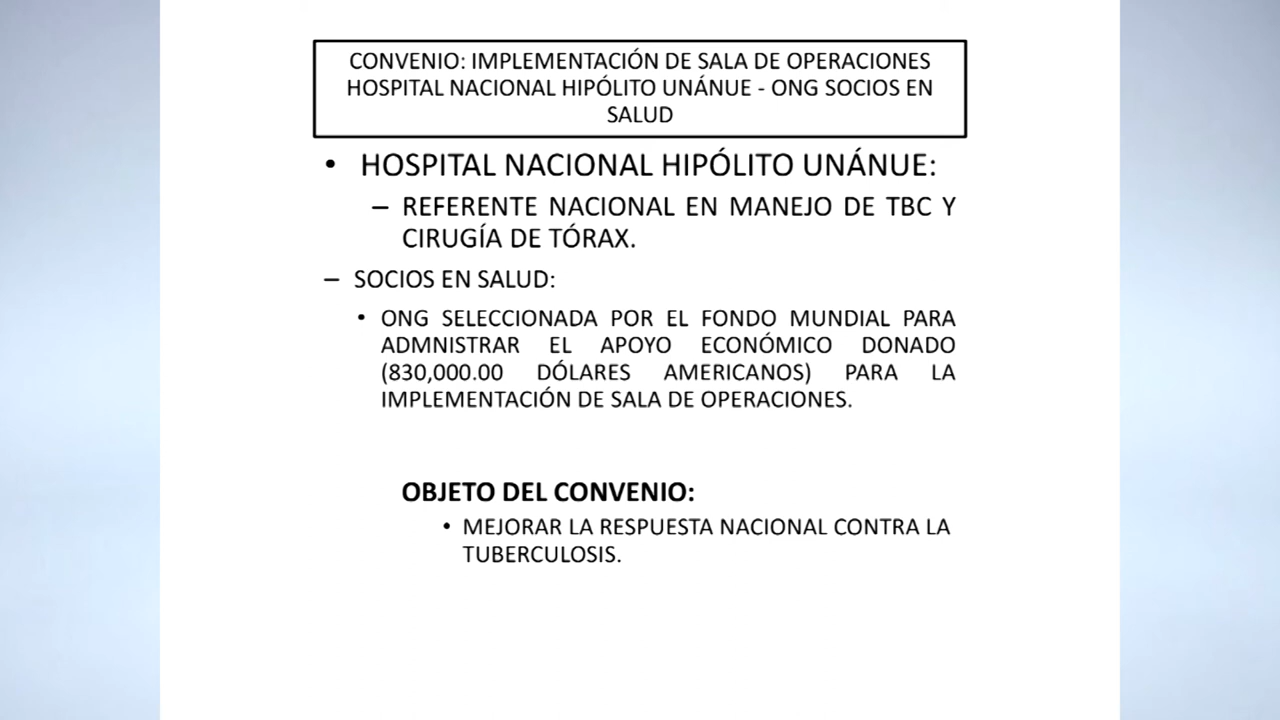 CONVENIO: IMPLEMENTACIÓN DE SALA DE OPERACIONES
HOSPITAL NACIONAL HIPÓLITO UNÁNUE - ONG SOCIOS EN
SALUD
• HOSPITAL NACIONAL HIPÓLITO UNÁNUE:
– REFERENTE NACIONAL EN MANEJO DE TBC Y
CIRUGÍA DE TÓRAX.
– SOCIOS EN SALUD:
• ONG SELECCIONADA POR EL FONDO MUNDIAL PARA
ADMNISTRAR EL APOYO ECONÓMICO DONADO
(830,000.00 DÓLARES AMERICANOS) PARA LA
IMPLEMENTACIÓN DE SALA DE OPERACIONES.
OBJETO DEL CONVENIO:
• MEJORAR LA RESPUESTA NACIONAL CONTRA LA
TUBERCULOSIS.